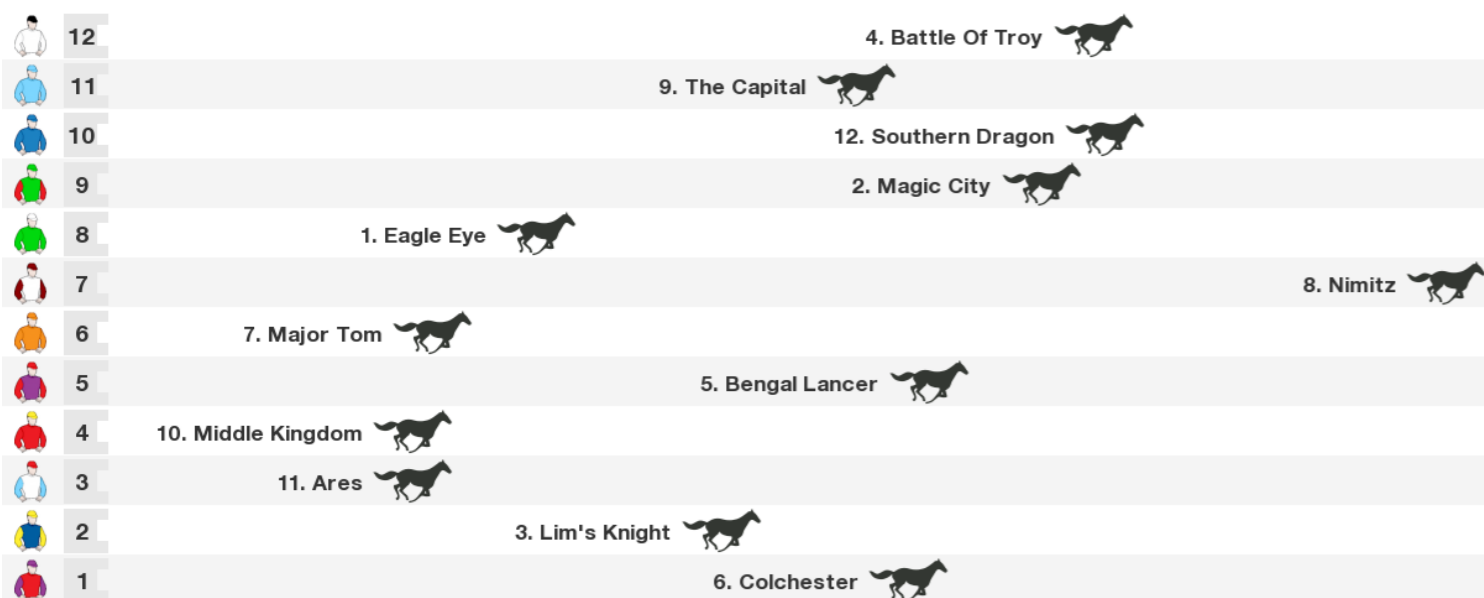 12 4. Battle Of Troy
11 9. The Capital
10 12. Southern Dragon
9 2. Magic City
8 1. Eagle Eye
7 8. Nimitz
6 7. Major Tom
5 5. Bengal Lancer
4 10. Middle Kingdom
3 11. Ares
2 3. Lim's Knight
1 6. Colchester